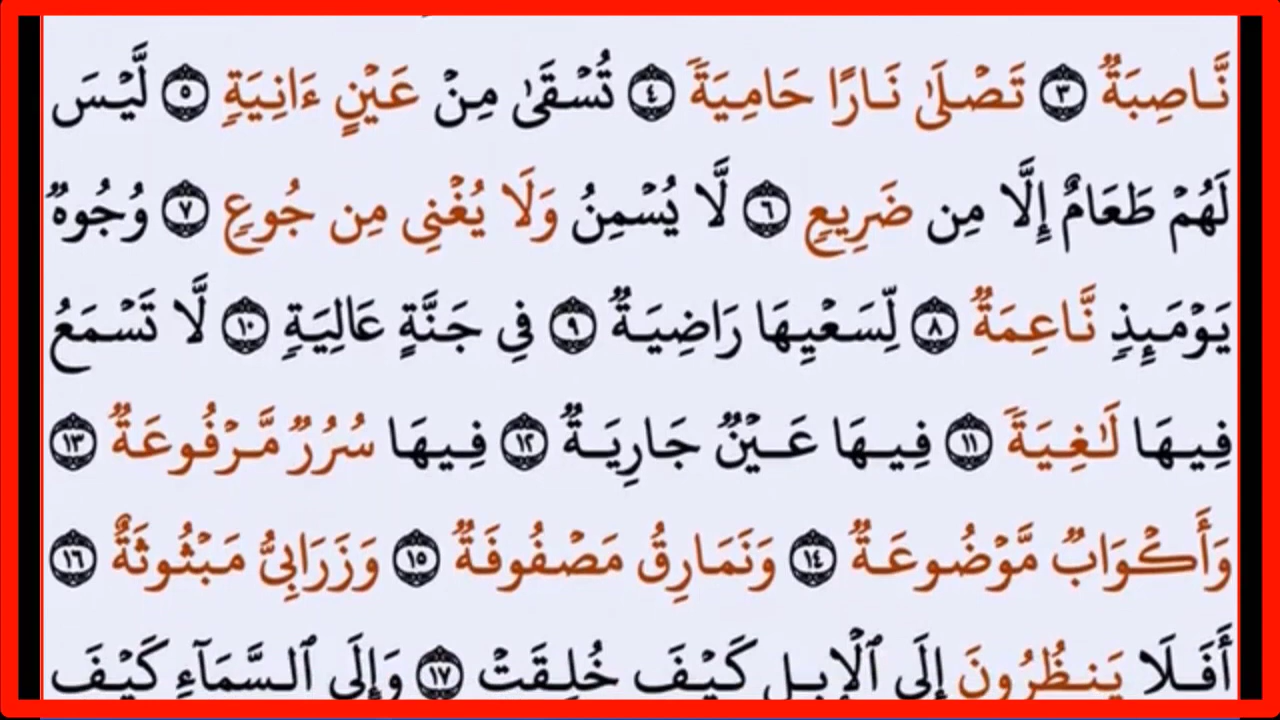 نَّاصِبَةٌ ٣ تَصْلَىٰ نَارًا حَامِيَةً ٤ تُسْقَىٰ مِنْ عَيْنٍ ءَانِيَةٍ ٥ لَّيْسَ
لَهُمْ طَعَامٌ إِلَّا مِن ضَرِيعٍ ٦ لَّا يُسْمِنُ وَلَا يُغْنِى مِن جُوعٍ ٧ وُجُوهٌ
يَوْمَئِذٍ نَّاعِمَةٌ ٨ لِّسَعْيِهَا رَاضِيَةٌ ٩ فِى جَنَّةٍ عَالِيَةٍ ١٠ لَّا تَسْمَعُ
فِيهَا لَـٰغِيَةً ١١ فِيهَا عَيْنٌ جَارِيَةٌ ١٢ فِيهَا سُرُرٌ مَّرْفُوعَةٌ ١٣
وَأَكْوَابٌ مَّوْضُوعَةٌ ١٤ وَنَمَارِقُ مَصْفُوفَةٌ ١٥ وَزَرَابِىُّ مَبْثُوثَةٌ ١٦
أَفَلَا يَنظُرُونَ إِلَى ٱلْإِبِلِ كَيْفَ خُلِقَتْ ١٧ وَإِلَى ٱلسَّمَآءِ كَيْفَ